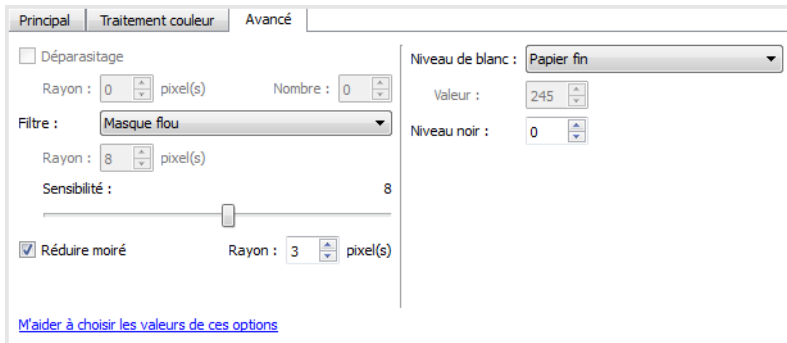 Principal Traitement couleur Avancé
Déparasitage
Rayon : 0 pixel(s) Nombre : 0
Filtre : Masque flou
Rayon : 8 pixel(s)
Sensibilité : 8
Réduire moiré Rayon : 3 pixel(s)
M'aider à choisir les valeurs de ces options
Niveau de blanc : Papier fin
Valeur : 245
Niveau noir : 0